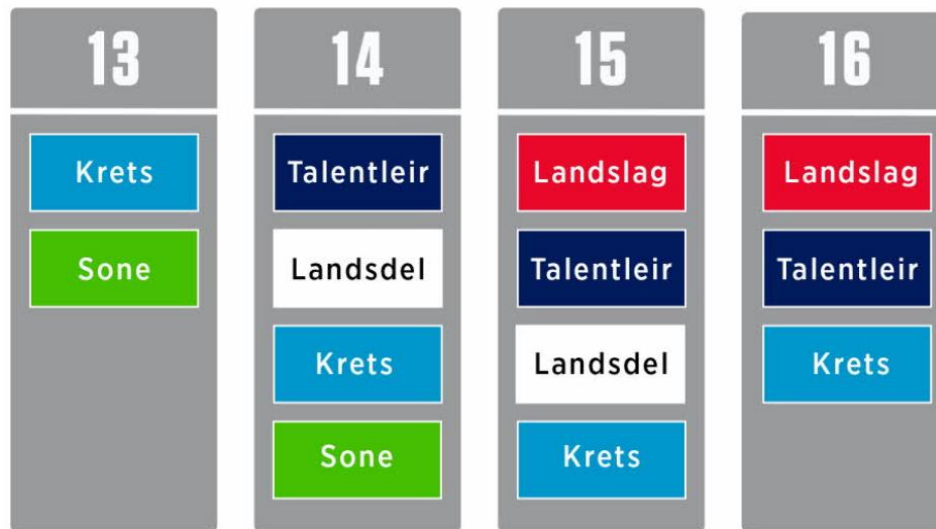 13
Krets
Sone
14
Talentleir
Landsdel
Krets
Sone
15
Landslag
Talentleir
Landsdel
Krets
16
Landslag
Talentleir
Krets